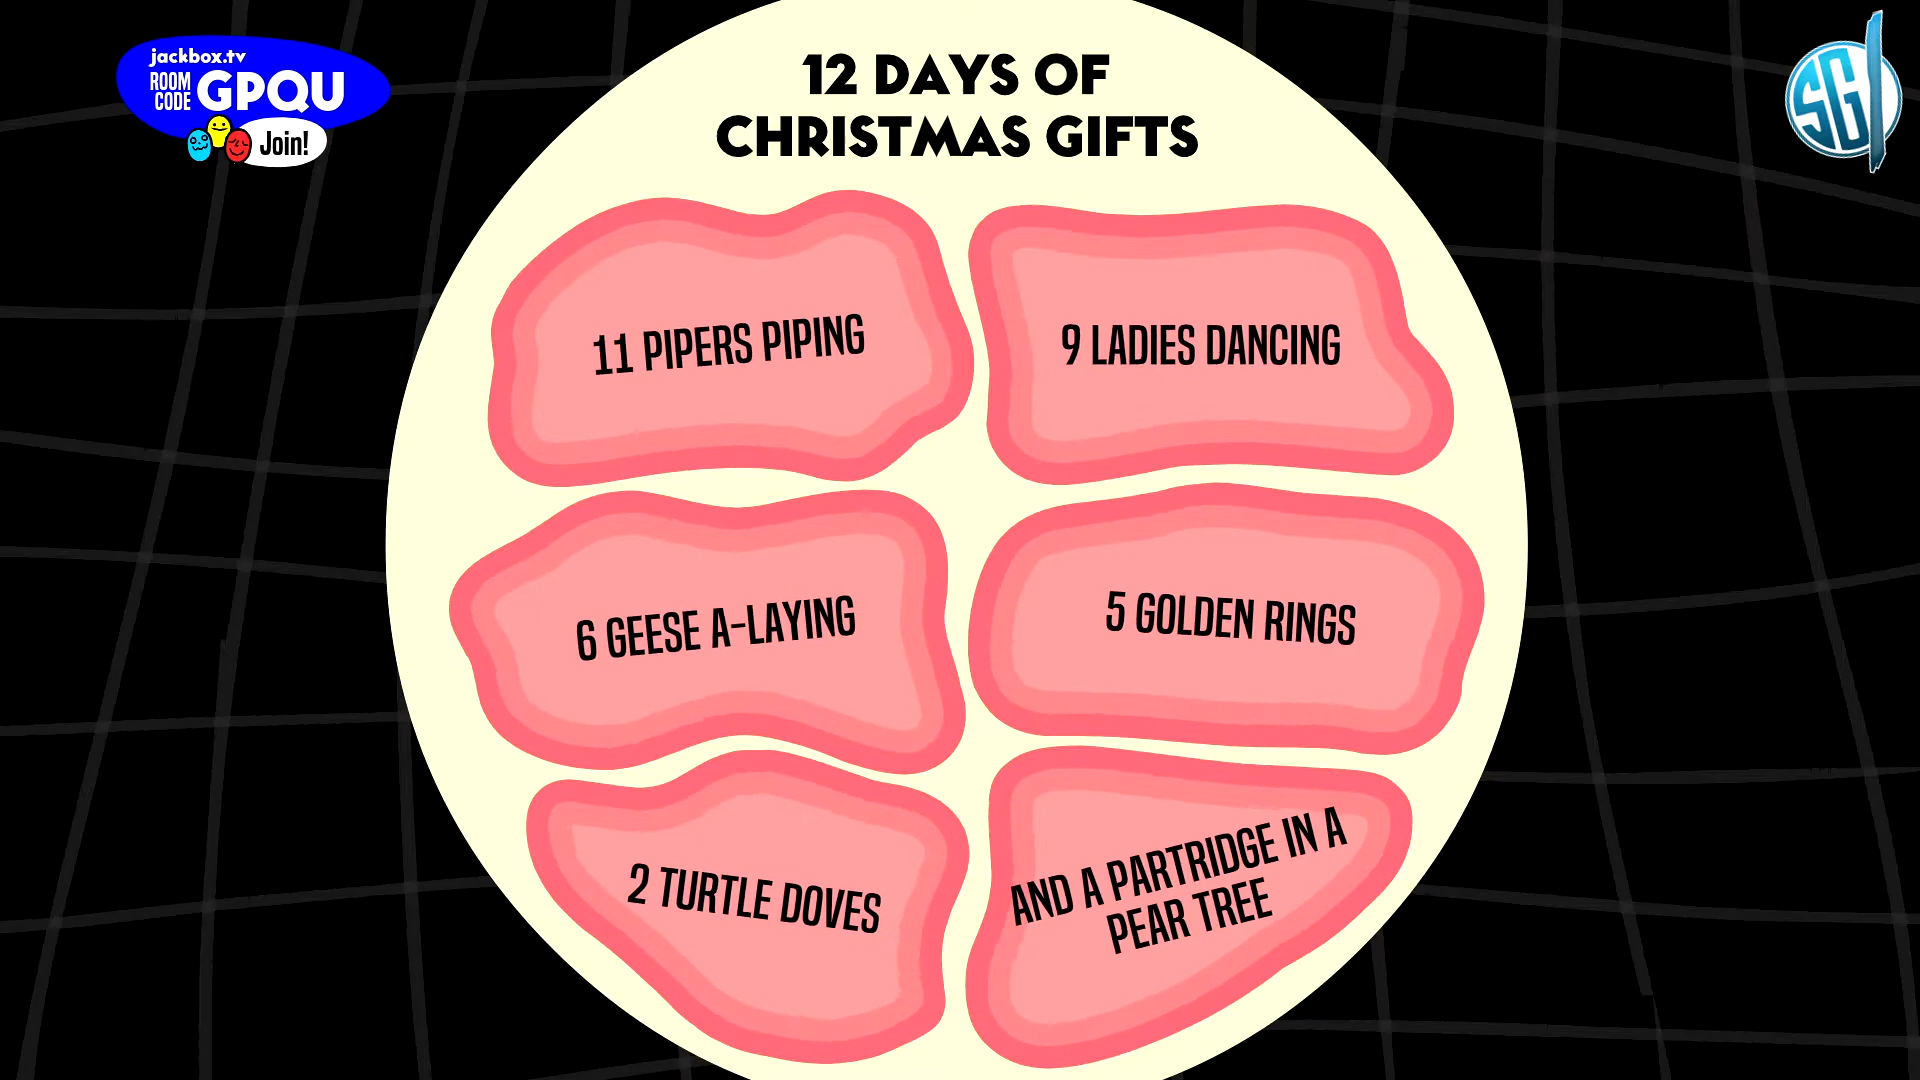 jackbox.tv
ROOM CODE GPQU
Join!
SG
12 DAYS OF
CHRISTMAS GIFTS
11 PIPERS PIPING
9 LADIES DANCING
6 GEESE A-LAYING
5 GOLDEN RINGS
2 TURTLE DOVES
AND A PARTRIDGE IN A
PEAR TREE